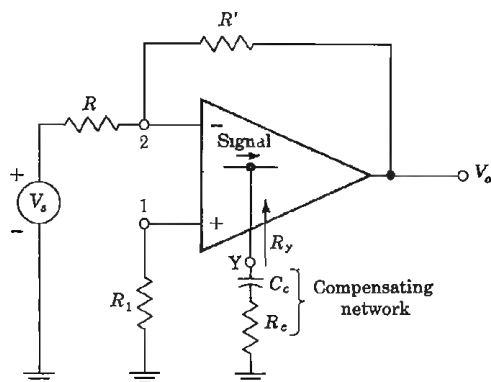 R'
R
2
−
Signal
+
V_s
−
1
+
V_o
R_y
Y
C_c
R_1
R_c
Compensating
network